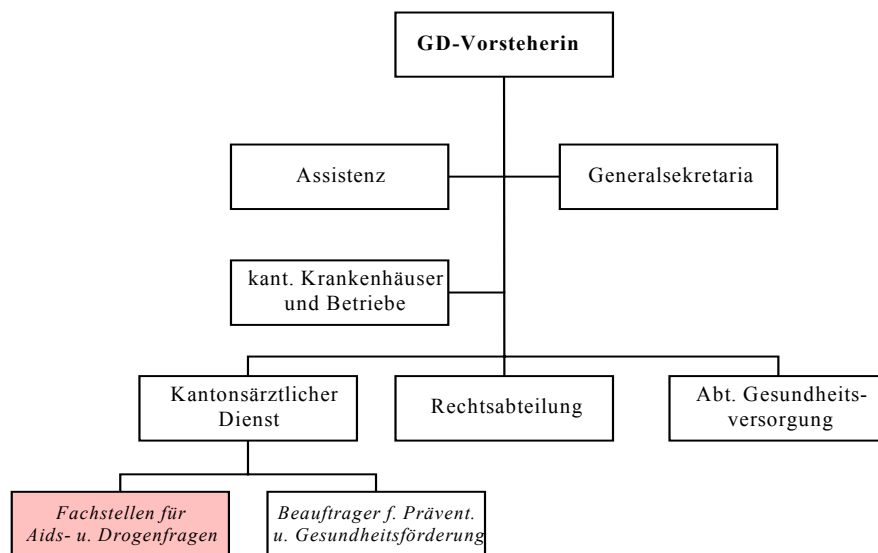 GD-Vorsteherin
Assistenz
Generalsekretaria
kant. Krankenhäuser
und Betriebe
Kantonsärztlicher
Dienst
Rechtsabteilung
Abt. Gesundheits-
versorgung
Fachstellen für
Aids- u. Drogenfragen
Beauftrager f. Prävent.
u. Gesundheitsförderung